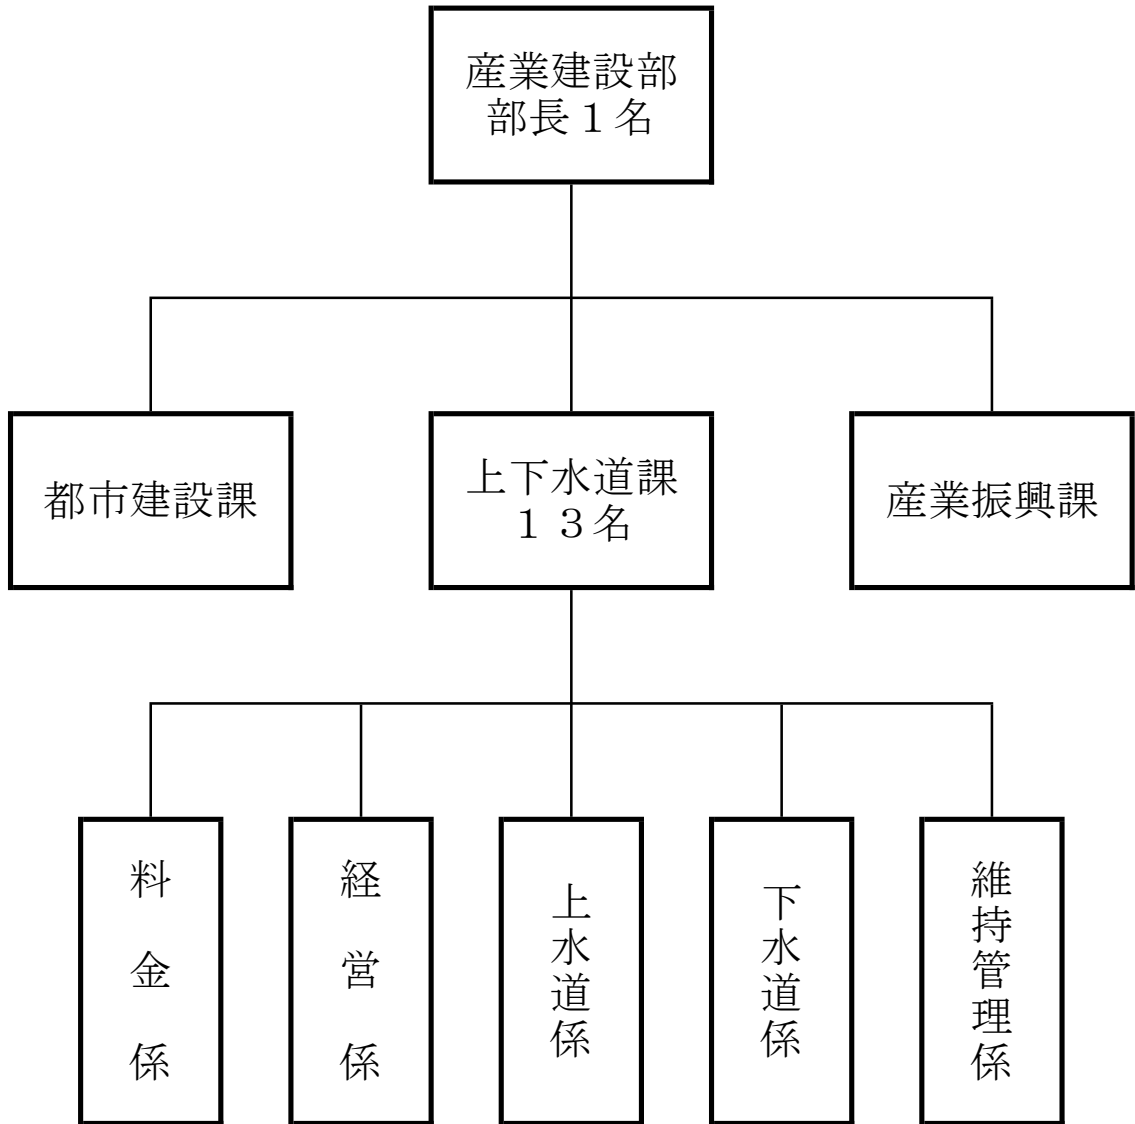 産業建設部
部長１名
都市建設課
上下水道課
１３名
産業振興課
料金係
経営係
上水道係
下水道係
維持管理係